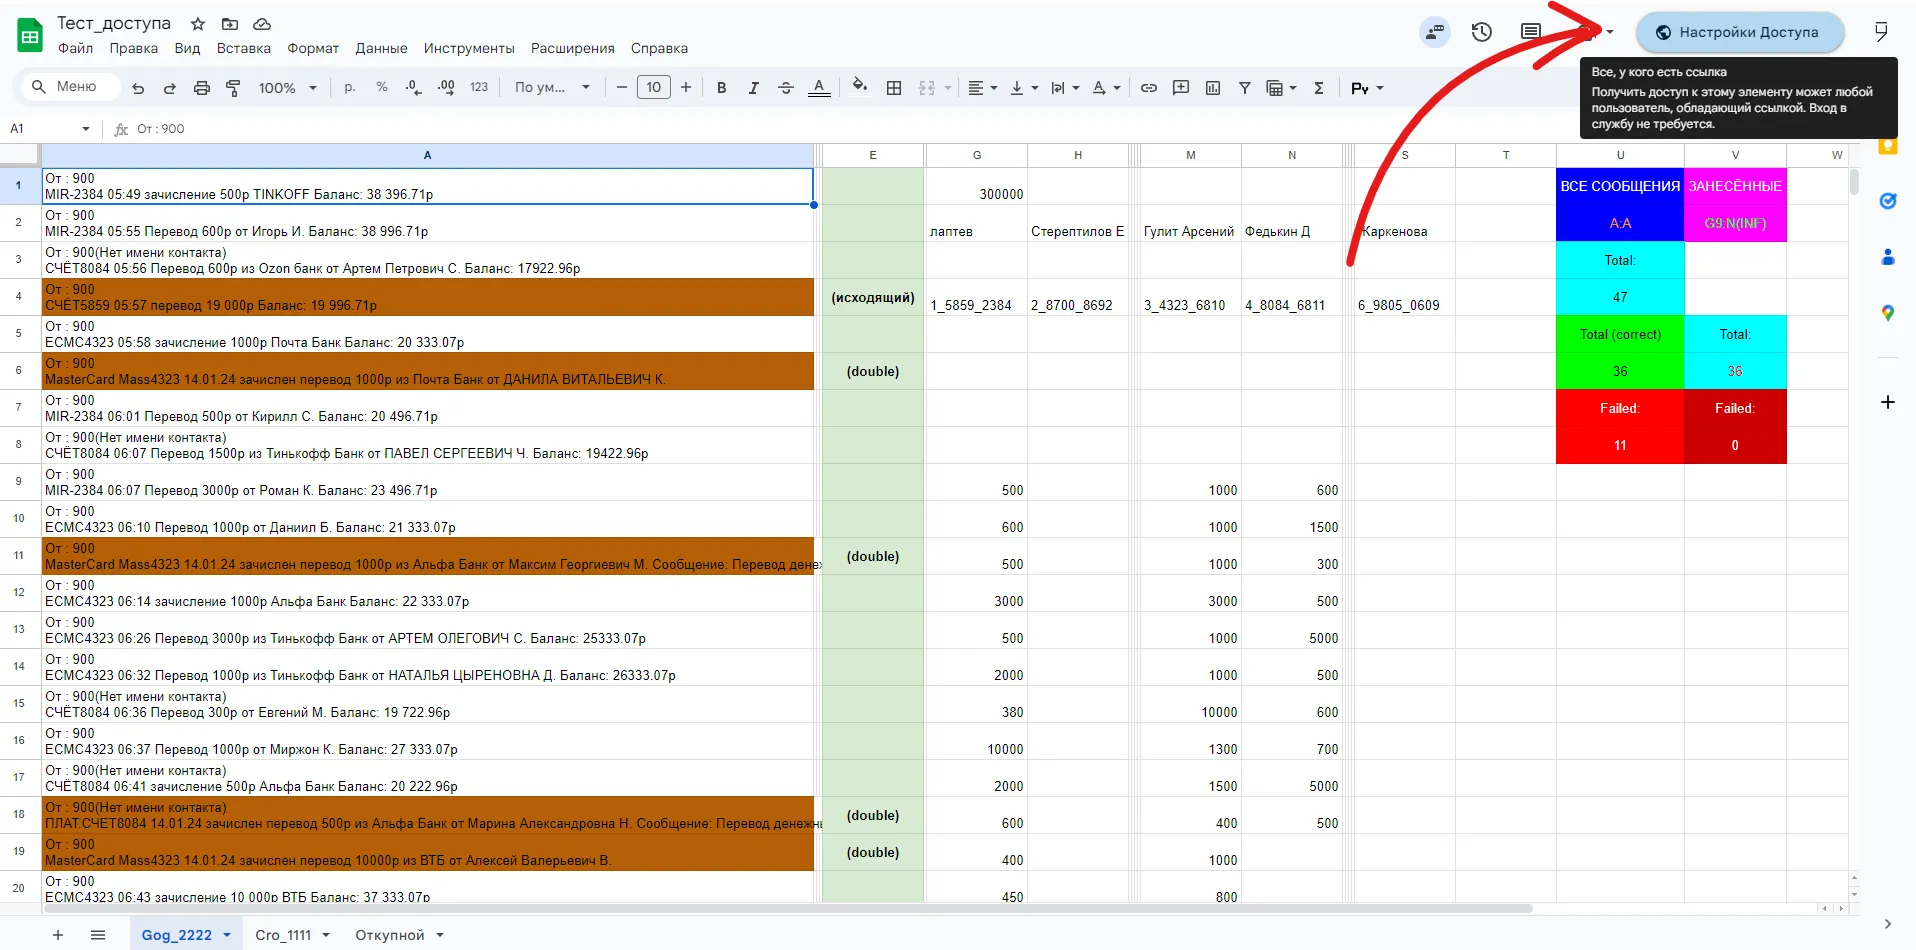 Тест_доступа
Файл Правка Вид Вставка Формат Данные Инструменты Расширения Справка
Настройки Доступа
Все, у кого есть ссылка
Получить доступ к этому элементу может любой
пользователь, обладающий ссылкой. Вход в
службу не требуется.
Меню 100% р. % .0 .00 123 По ум... − 10 + B I A Σ Py
A1 fx От : 900
A E G H M N S T U V W
1 От : 900
MIR-2384 05:49 зачисление 500р TINKOFF Баланс: 38 396.71р 300000 ВСЕ СООБЩЕНИЯ ЗАНЕСЁННЫЕ
2 От : 900
MIR-2384 05:55 Перевод 600р от Игорь И. Баланс: 38 996.71р лаптев Стерептилов Е Гулит Арсений Федькин Д Каркенова A:A G9:N(INF)
3 От : 900(Нет имени контакта)
СЧЁТ8084 05:56 Перевод 600р из Ozon банк от Артем Петрович С. Баланс: 17922.96р Total:
4 От : 900
СЧЁТ5859 05:57 перевод 19 000р Баланс: 19 996.71р (исходящий) 1_5859_2384 2_8700_8692 3_4323_6810 4_8084_6811 6_9805_0609 47
5 От : 900
ECMC4323 05:58 зачисление 1000р Почта Банк Баланс: 20 333.07р Total (correct) Total:
6 От : 900
MasterCard Mass4323 14.01.24 зачислен перевод 1000р из Почта Банк от ДАНИЛА ВИТАЛЬЕВИЧ К. (double) 36 36
7 От : 900
MIR-2384 06:01 Перевод 500р от Кирилл С. Баланс: 20 496.71р Failed: Failed:
8 От : 900(Нет имени контакта)
СЧЁТ8084 06:07 Перевод 1500р из Тинькофф Банк от ПАВЕЛ СЕРГЕЕВИЧ Ч. Баланс: 19422.96р 11 0
9 От : 900
MIR-2384 06:07 Перевод 3000р от Роман К. Баланс: 23 496.71р 500 1000 600
10 От : 900
ECMC4323 06:10 Перевод 1000р от Даниил Б. Баланс: 21 333.07р 600 1000 1500
11 От : 900
MasterCard Mass4323 14.01.24 зачислен перевод 1000р из Альфа Банк от Максим Георгиевич М. Сообщение: Перевод денеж (double) 500 1000 300
12 От : 900
ECMC4323 06:14 зачисление 1000р Альфа Банк Баланс: 22 333.07р 3000 3000 500
13 От : 900
ECMC4323 06:26 Перевод 3000р из Тинькофф Банк от АРТЕМ ОЛЕГОВИЧ С. Баланс: 25333.07р 500 1000 5000
14 От : 900
ECMC4323 06:32 Перевод 1000р из Тинькофф Банк от НАТАЛЬЯ ЦЫРЕНОВНА Д. Баланс: 26333.07р 2000 1000 500
15 От : 900(Нет имени контакта)
СЧЁТ8084 06:36 Перевод 300р от Евгений М. Баланс: 19 722.96р 380 10000 600
16 От : 900
ECMC4323 06:37 Перевод 1000р от Миржон К. Баланс: 27 333.07р 10000 1300 700
17 От : 900(Нет имени контакта)
СЧЁТ8084 06:41 зачисление 500р Альфа Банк Баланс: 20 222.96р 2000 1500 5000
18 От : 900(Нет имени контакта)
ПЛАТ.СЧЕТ8084 14.01.24 зачислен перевод 500р из Альфа Банк от Марина Александровна Н. Сообщение: Перевод денежн (double) 600 400 500
19 От : 900
MasterCard Mass4323 14.01.24 зачислен перевод 10000р из ВТБ от Алексей Валерьевич В. (double) 400 1000
20 От : 900
ECMC4323 06:43 зачисление 10 000р ВТБ Баланс: 37 333.07р 450 800
Gog_2222 Cro_1111 Откупной